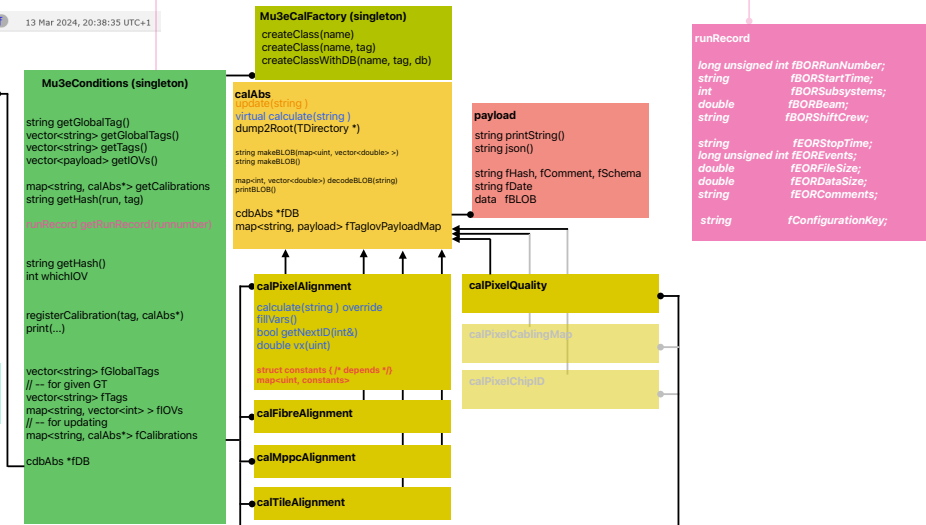 13 Mar 2024, 20:38:35 UTC+1
Mu3eCalFactory (singleton)
createClass(name)
createClass(name, tag)
createClassWithDB(name, tag, db)
Mu3eConditions (singleton)
string getGlobalTag()
vector<string> getGlobalTags()
vector<string> getTags()
vector<payload> getIOVs()
map<string, calAbs*> getCalibrations
string getHash(run, tag)
runRecord getRunRecord(runnumber)
string getHash()
int whichIOV
registerCalibration(tag, calAbs*)
print(...)
vector<string> fGlobalTags
// -- for given GT
vector<string> fTags
map<string, vector<int> > fIOVs
// -- for updating
map<string, calAbs*> fCalibrations
cdbAbs *fDB
calAbs
update(string )
virtual calculate(string )
dump2Root(TDirectory *)
string makeBLOB(map<uint, vector<double> >)
string makeBLOB()
map<int, vector<double>) decodeBLOB(string)
printBLOB()
cdbAbs *fDB
map<string, payload> fTagIovPayloadMap
payload
string printString()
string json()
string fHash, fComment, fSchema
string fDate
data fBLOB
runRecord
long unsigned int fBORRunNumber;
string fBORStartTime;
int fBORSubsystems;
double fBORBeam;
string fBORShiftCrew;
string fEORStopTime;
long unsigned int fEOREvents;
double fEORFileSize;
double fEORDataSize;
string fEORComments;
string fConfigurationKey;
calPixelAlignment
calculate(string ) override
fillVars()
bool getNextID(int&)
double vx(uint)
struct constants { /* depends */}
map<uint, constants>
calFibreAlignment
calMppcAlignment
calTileAlignment
calPixelQuality
calPixelCablingMap
calPixelChipID